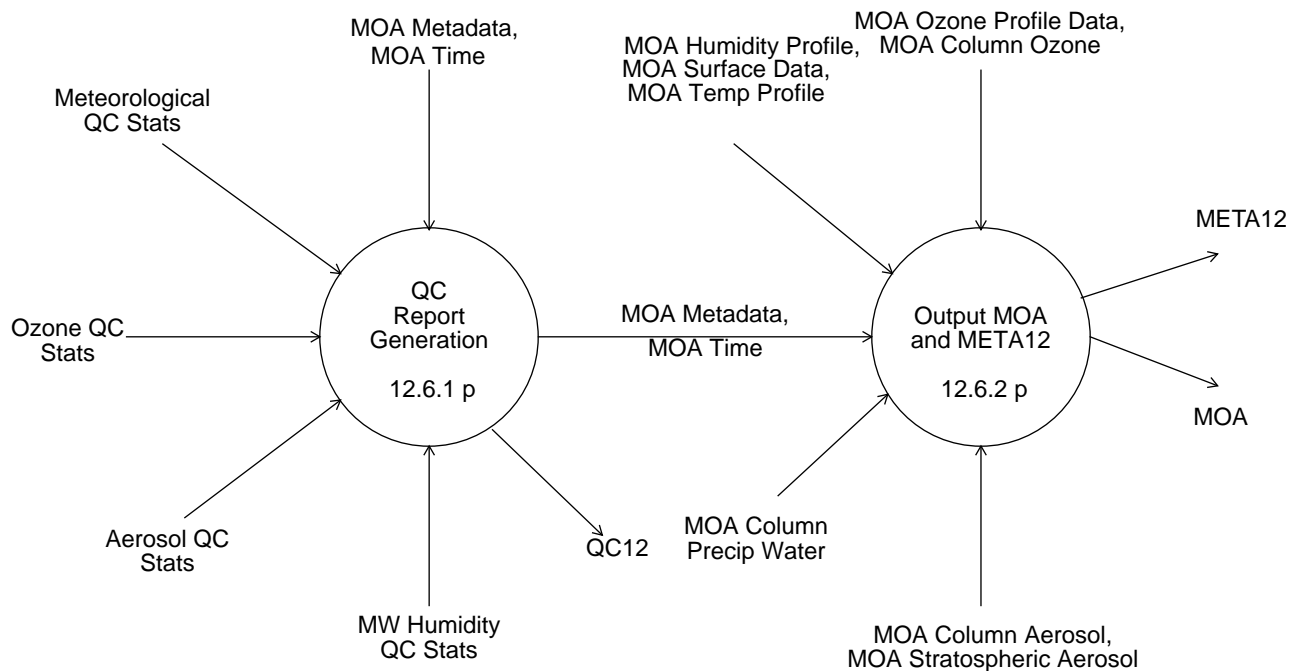 MOA Metadata,
MOA Time
MOA Humidity Profile,
MOA Surface Data,
MOA Temp Profile
MOA Ozone Profile Data,
MOA Column Ozone
Meteorological
QC Stats
META12
QC
Report
Generation
12.6.1 p
Ozone QC
Stats
MOA Metadata,
MOA Time
Output MOA
and META12
12.6.2 p
MOA
Aerosol QC
Stats
QC12
MOA Column
Precip Water
MW Humidity
QC Stats
MOA Column Aerosol,
MOA Stratospheric Aerosol